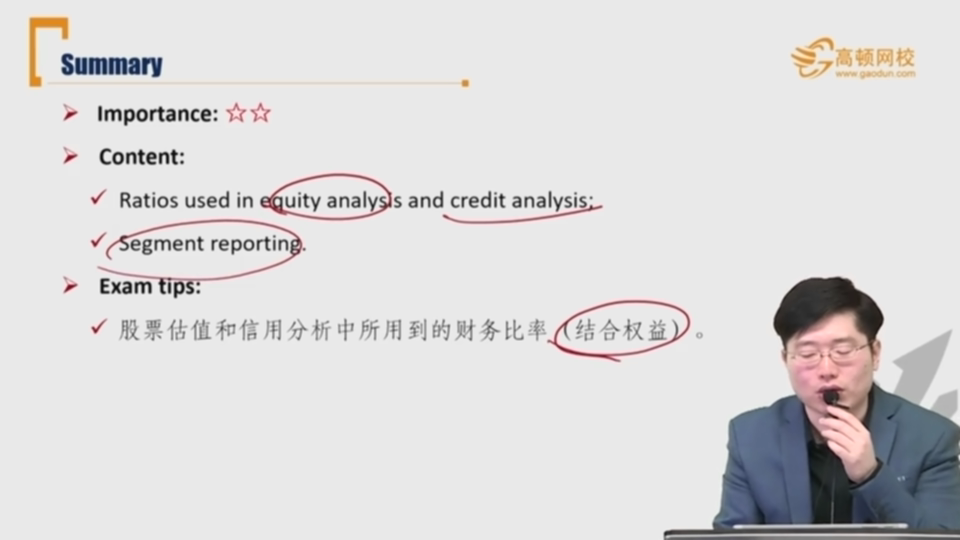 Summary
高顿网校
www.gaodun.com
Importance: ☆☆
Content:
Ratios used in equity analysis and credit analysis;
Segment reporting.
Exam tips:
股票估值和信用分析中所用到的财务比率（结合权益）。